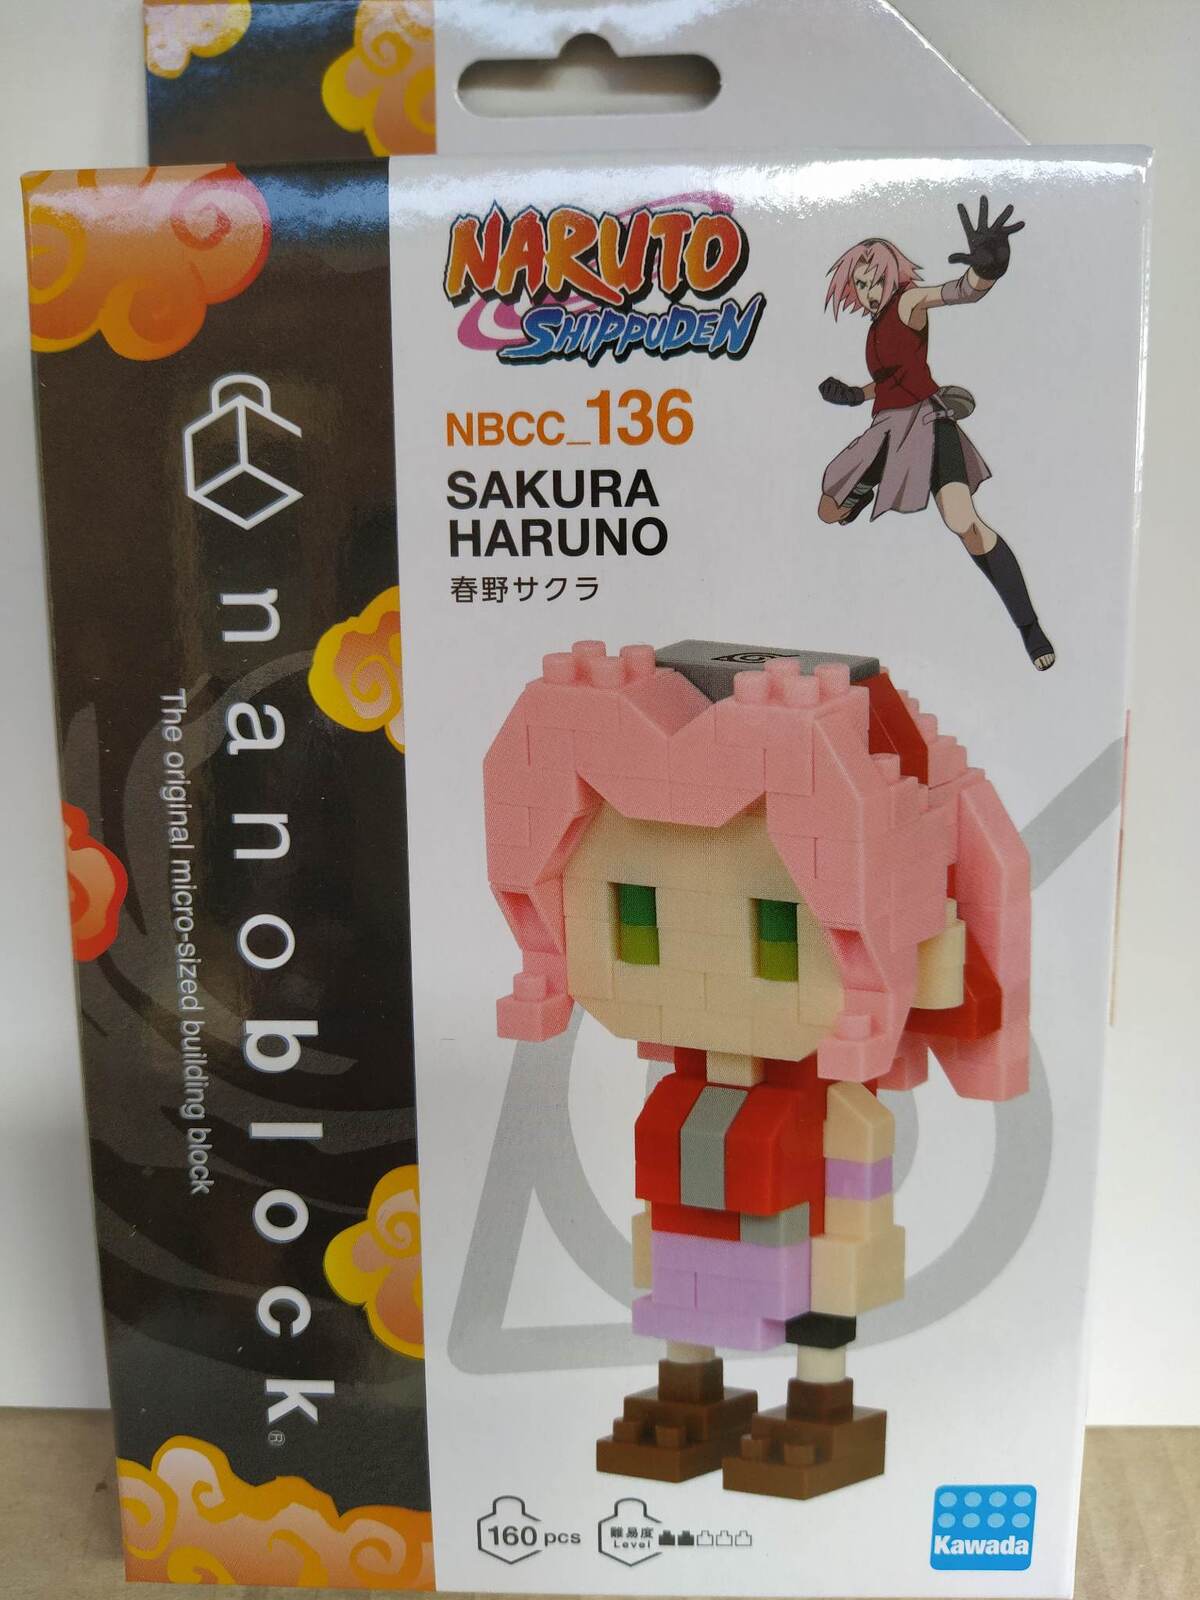 NARUTO
SHIPPUDEN
NBCC_136
SAKURA
HARUNO
春野サクラ
nanoblock®
The original micro-sized building block
160 pcs
難易度
Level
Kawada